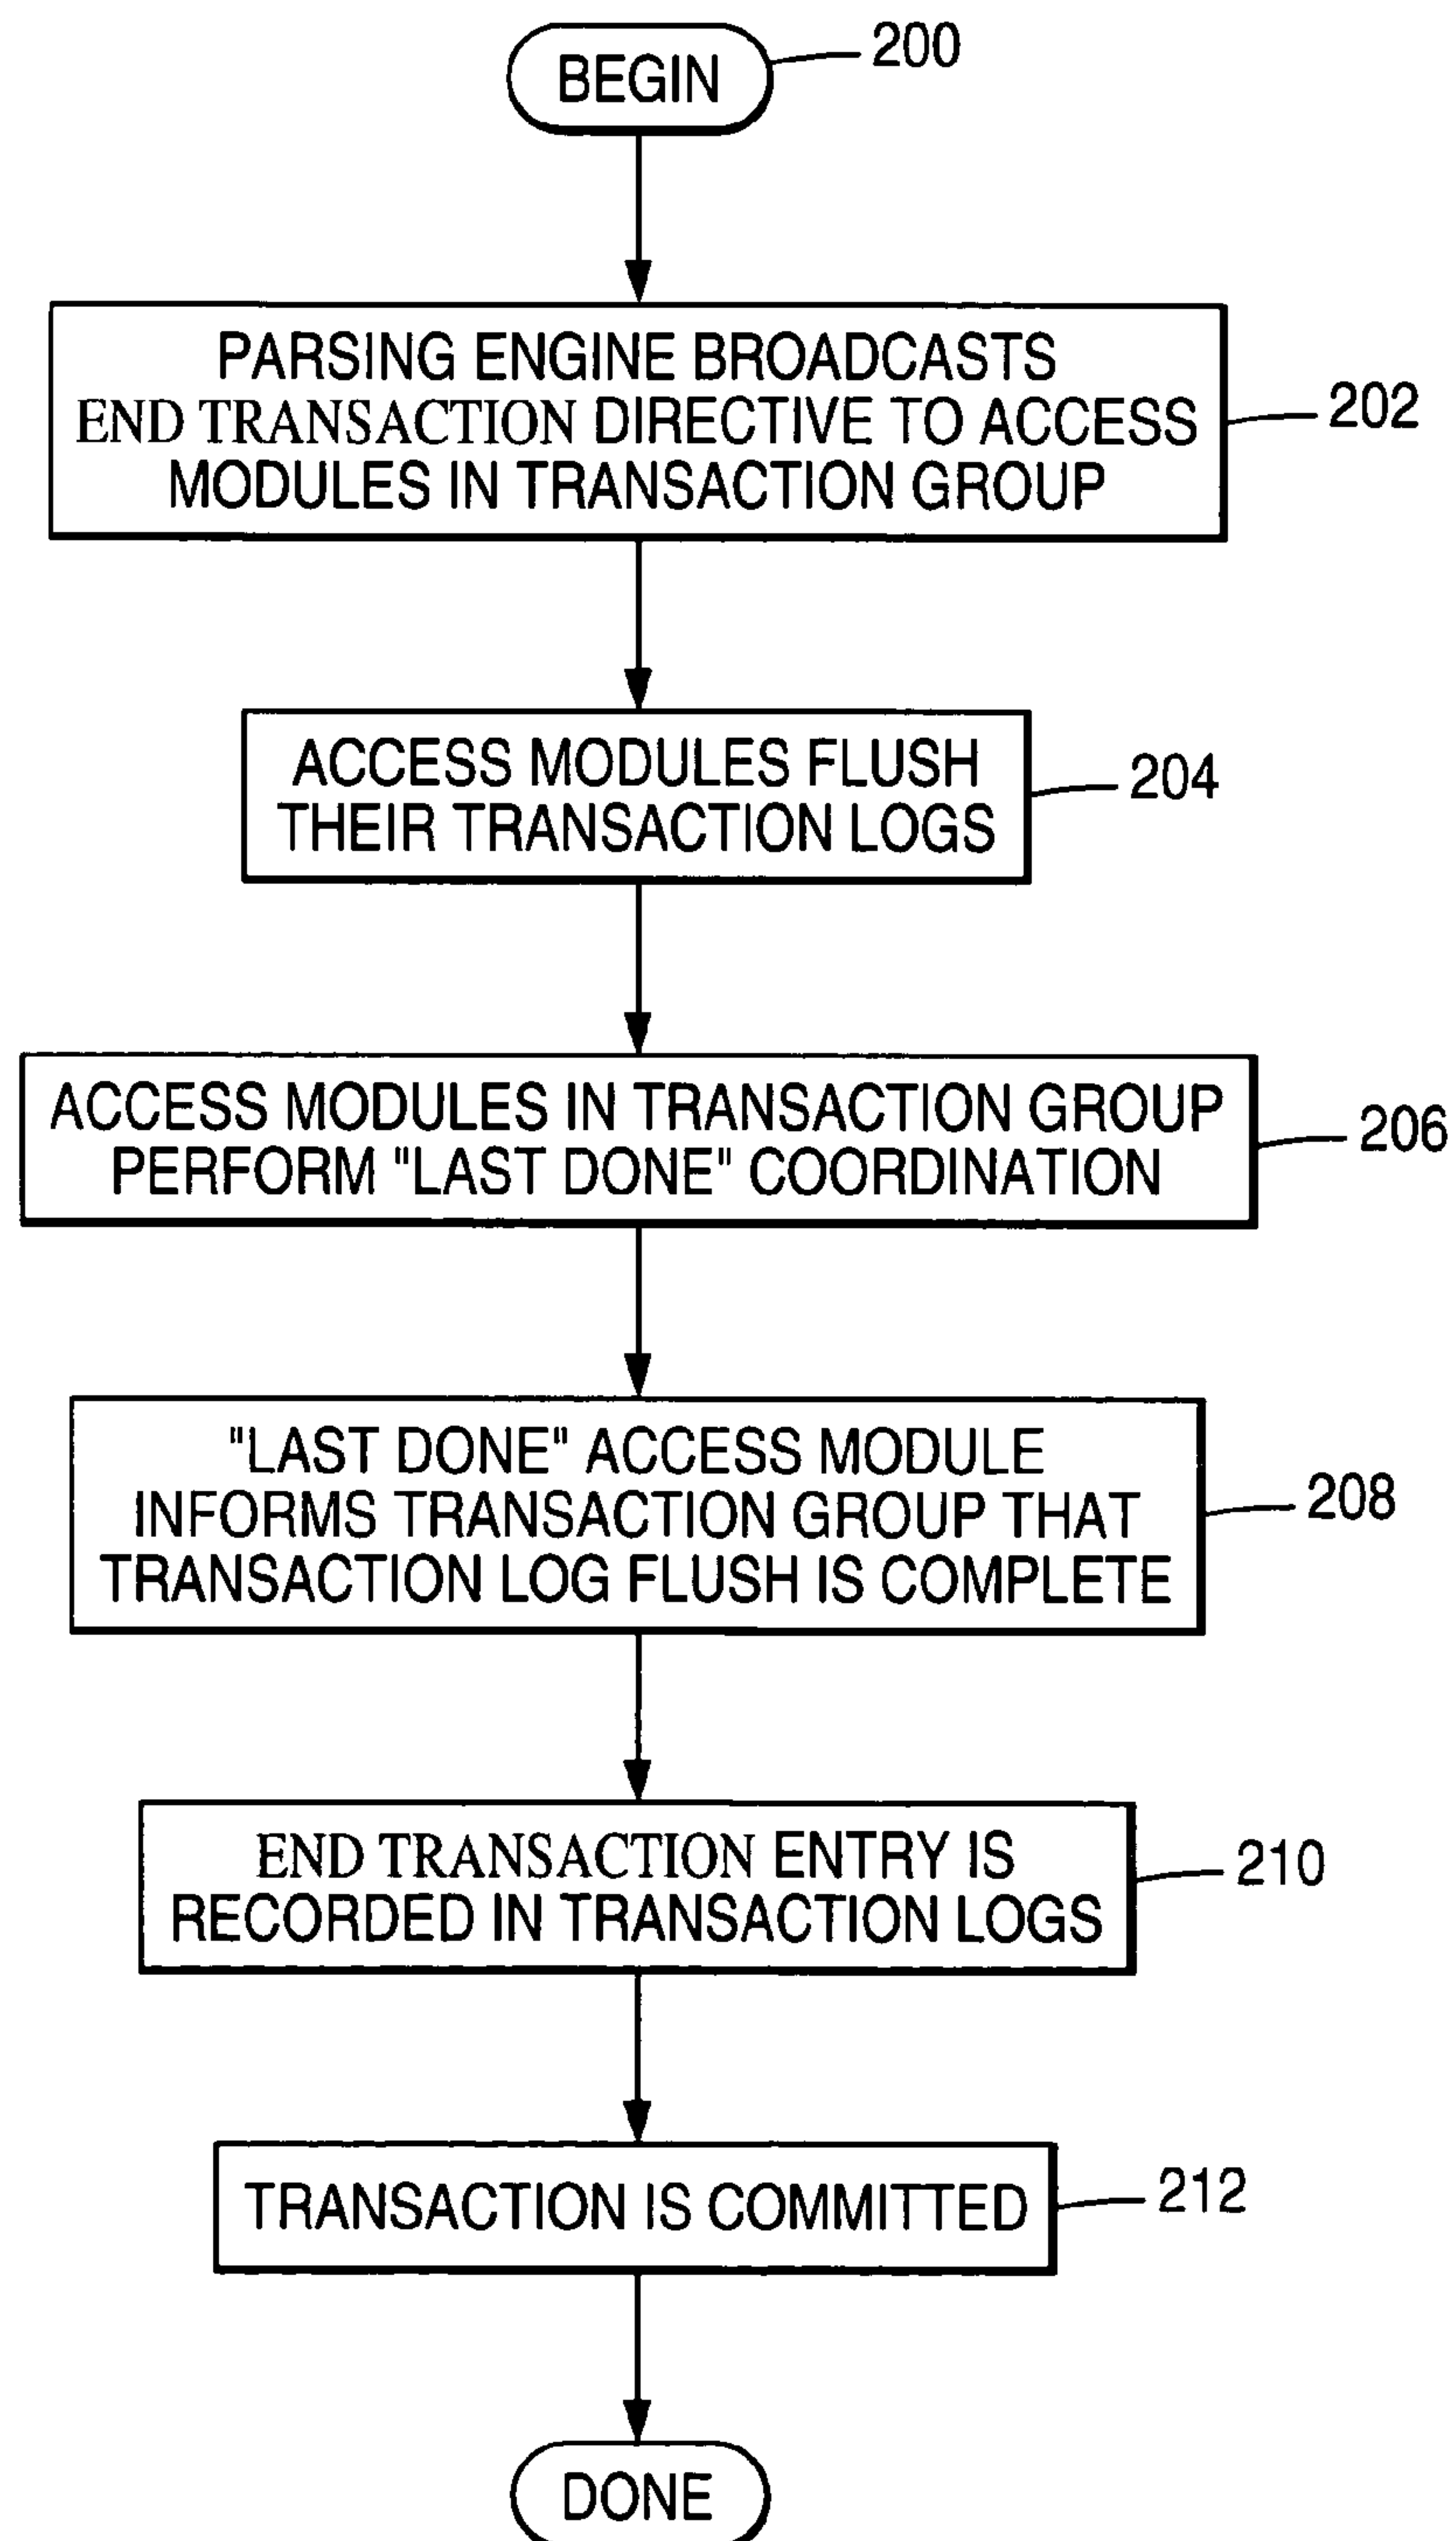 BEGIN
200
PARSING ENGINE BROADCASTS
END TRANSACTION DIRECTIVE TO ACCESS
MODULES IN TRANSACTION GROUP
202
ACCESS MODULES FLUSH
THEIR TRANSACTION LOGS
204
ACCESS MODULES IN TRANSACTION GROUP
PERFORM "LAST DONE" COORDINATION
206
"LAST DONE" ACCESS MODULE
INFORMS TRANSACTION GROUP THAT
TRANSACTION LOG FLUSH IS COMPLETE
208
END TRANSACTION ENTRY IS
RECORDED IN TRANSACTION LOGS
210
TRANSACTION IS COMMITTED
212
DONE